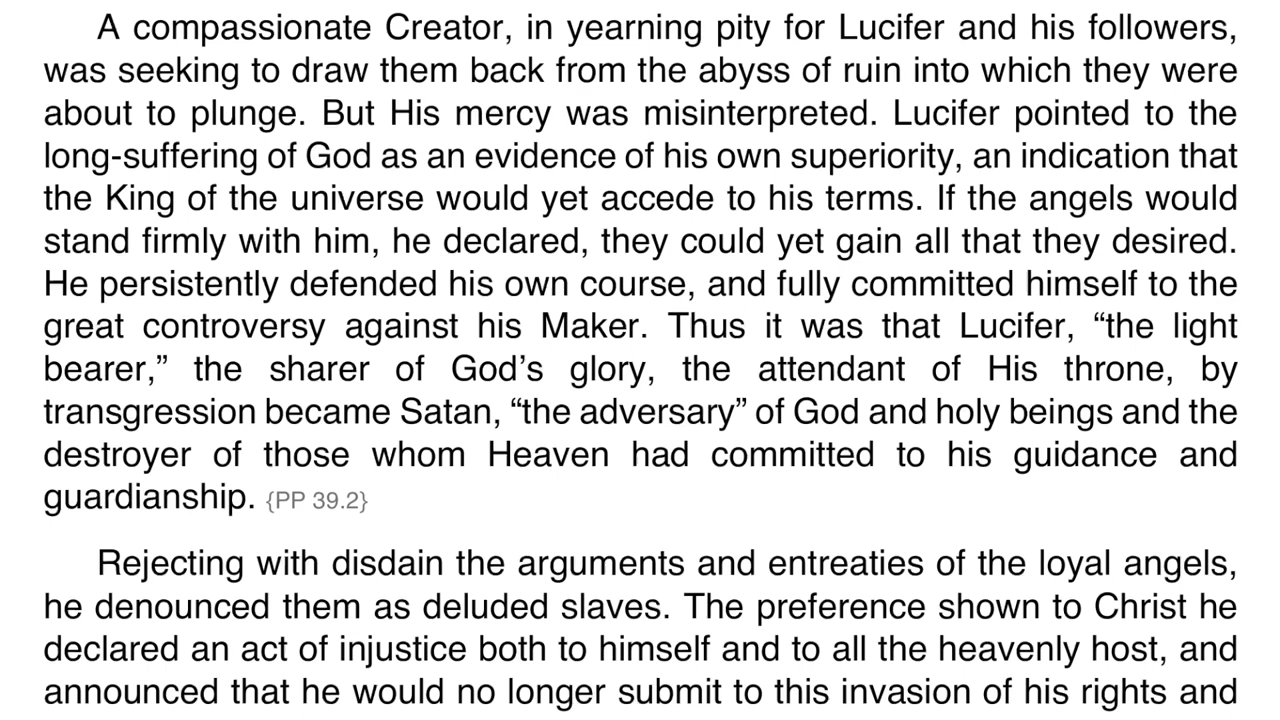 A compassionate Creator, in yearning pity for Lucifer and his followers,
was seeking to draw them back from the abyss of ruin into which they were
about to plunge. But His mercy was misinterpreted. Lucifer pointed to the
long-suffering of God as an evidence of his own superiority, an indication that
the King of the universe would yet accede to his terms. If the angels would
stand firmly with him, he declared, they could yet gain all that they desired.
He persistently defended his own course, and fully committed himself to the
great controversy against his Maker. Thus it was that Lucifer, “the light
bearer,” the sharer of God’s glory, the attendant of His throne, by
transgression became Satan, “the adversary” of God and holy beings and the
destroyer of those whom Heaven had committed to his guidance and
guardianship. {PP 39.2}
Rejecting with disdain the arguments and entreaties of the loyal angels,
he denounced them as deluded slaves. The preference shown to Christ he
declared an act of injustice both to himself and to all the heavenly host, and
announced that he would no longer submit to this invasion of his rights and